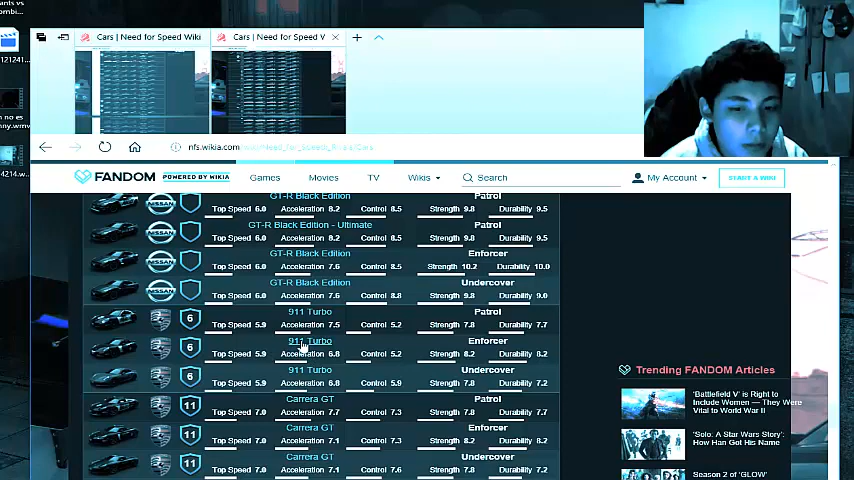 ants vs
ombi...
Cars | Need for Speed Wiki
Cars | Need for Speed V
121241...
n no es
nny.wmv
nfs.wikia.com
4214.w...
FANDOM POWERED BY WIKIA Games Movies TV Wikis Search My Account START A WIKI
GT-R Black Edition Patrol
Top Speed 6.0 Acceleration 8.2 Control 8.5 Strength 9.8 Durability 9.5
GT-R Black Edition - Ultimate Patrol
Top Speed 6.0 Acceleration 8.2 Control 8.5 Strength 9.8 Durability 9.5
GT-R Black Edition Enforcer
Top Speed 6.0 Acceleration 7.6 Control 8.5 Strength 10.2 Durability 10.0
GT-R Black Edition Undercover
Top Speed 6.0 Acceleration 7.6 Control 8.8 Strength 9.8 Durability 9.0
911 Turbo Patrol
6 Top Speed 5.9 Acceleration 7.5 Control 5.2 Strength 7.8 Durability 7.7
911 Turbo Enforcer
6 Top Speed 5.9 Acceleration 6.8 Control 5.2 Strength 8.2 Durability 8.2
911 Turbo Undercover
6 Top Speed 5.9 Acceleration 6.8 Control 5.9 Strength 7.8 Durability 7.2
Carrera GT Patrol
11 Top Speed 7.0 Acceleration 7.7 Control 7.3 Strength 7.8 Durability 7.7
Carrera GT Enforcer
11 Top Speed 7.0 Acceleration 7.1 Control 7.3 Strength 8.2 Durability 8.2
Carrera GT Undercover
11 Top Speed 7.0 Acceleration 7.1 Control 7.6 Strength 7.8 Durability 7.2
Trending FANDOM Articles
'Battlefield V' is Right to
Include Women — They Were
Vital to World War II
'Solo: A Star Wars Story':
How Han Got His Name
Season 2 of 'GLOW'